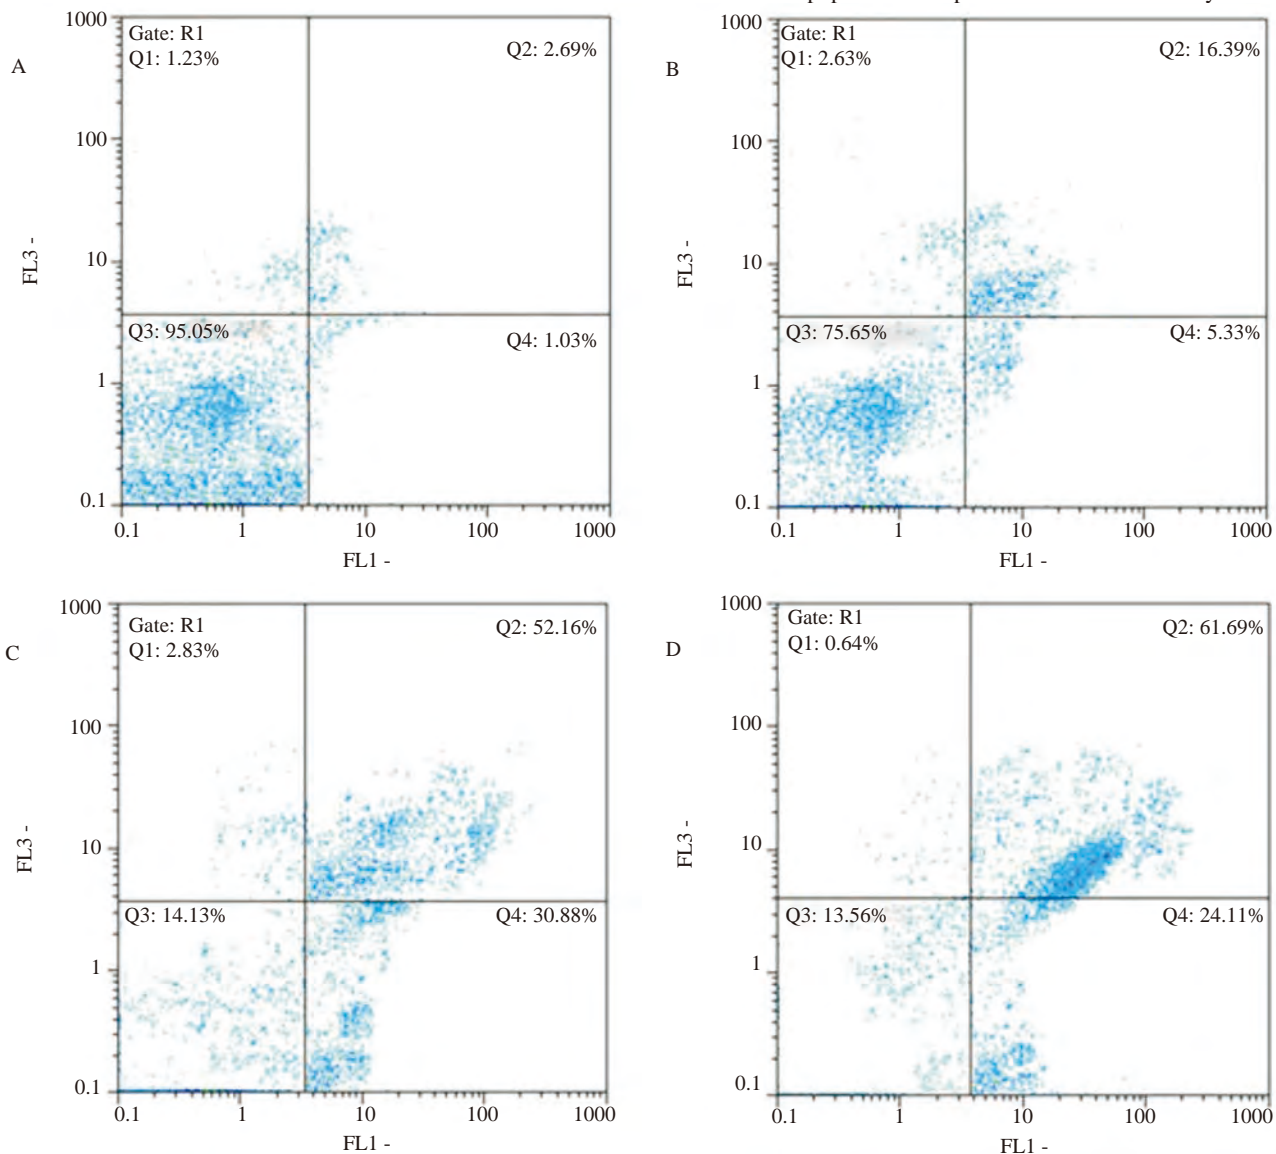 A
Gate: R1
Q1: 1.23%
Q2: 2.69%
Q3: 95.05%
Q4: 1.03%
1000
100
10
1
0.1
FL3 -
0.1 1 10 100 1000
FL1 -
B
Gate: R1
Q1: 2.63%
Q2: 16.39%
Q3: 75.65%
Q4: 5.33%
1000
100
10
1
0.1
FL3 -
0.1 1 10 100 1000
FL1 -
C
Gate: R1
Q1: 2.83%
Q2: 52.16%
Q3: 14.13%
Q4: 30.88%
1000
100
10
1
0.1
FL3 -
0.1 1 10 100 1000
FL1 -
D
Gate: R1
Q1: 0.64%
Q2: 61.69%
Q3: 13.56%
Q4: 24.11%
1000
100
10
1
0.1
FL3 -
0.1 1 10 100 1000
FL1 -